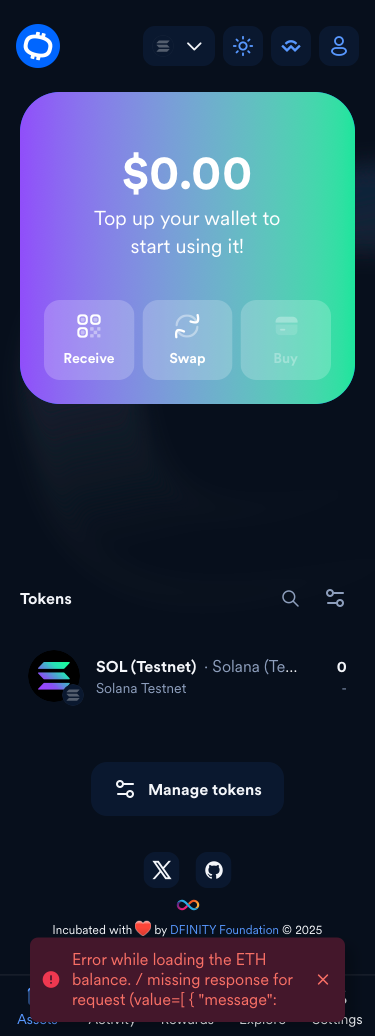 $0.00
Top up your wallet to
start using it!
Receive Swap Buy
Tokens
SOL (Testnet) · Solana (Te... 0
Solana Testnet -
Manage tokens
Incubated with ❤️ by DFINITY Foundation © 2025
Error while loading the ETH
balance. / missing response for
request (value=[ { "message":
Assets Activity Rewards Explore Settings